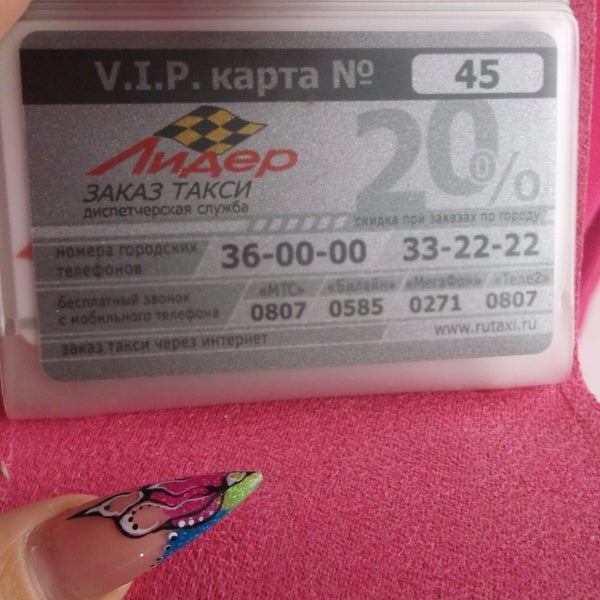 V.I.P. карта № 45
Лидер
20%
ЗАКАЗ ТАКСИ
диспетчерская служба
скидка при заказах по городу
номера городских
телефонов
36-00-00 33-22-22
«МТС» «Билайн» «МегаФон» «Теле2»
бесплатный звонок
с мобильного телефона
0807 0585 0271 0807
www.rutaxi.ru
заказ такси через интернет